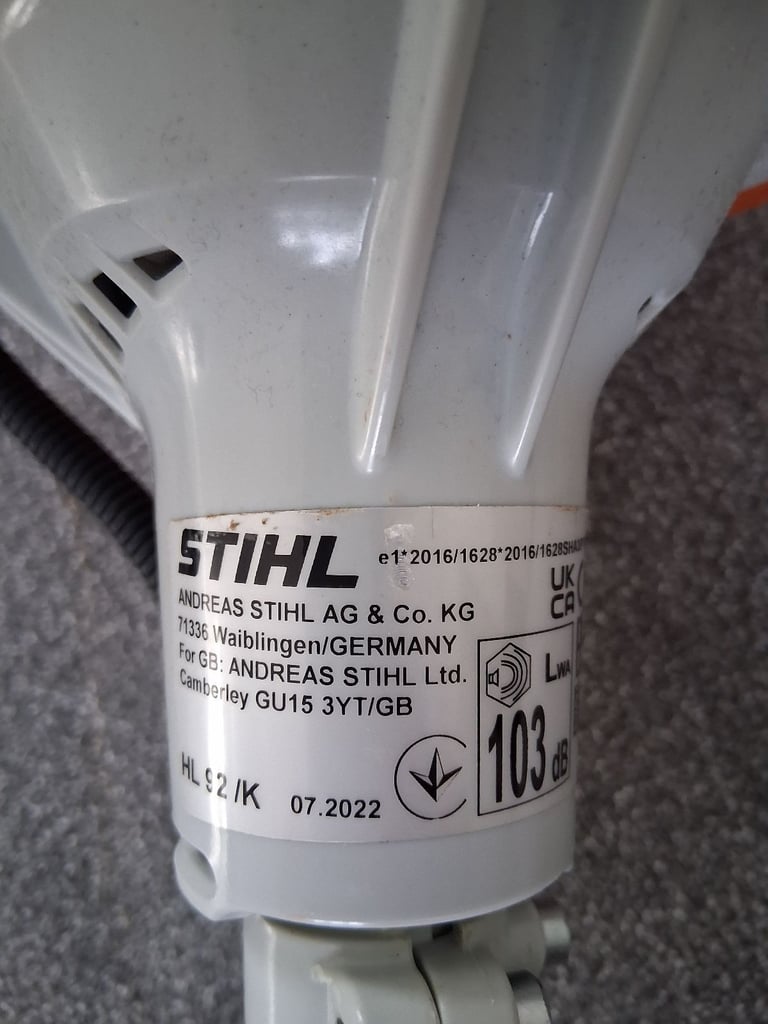 STIHL
e1*2016/1628*2016/1628SHA
UK
CA
ANDREAS STIHL AG & Co. KG
71336 Waiblingen/GERMANY
For GB: ANDREAS STIHL Ltd.
Camberley GU15 3YT/GB
LWA
103 dB
HL 92 /K
07.2022